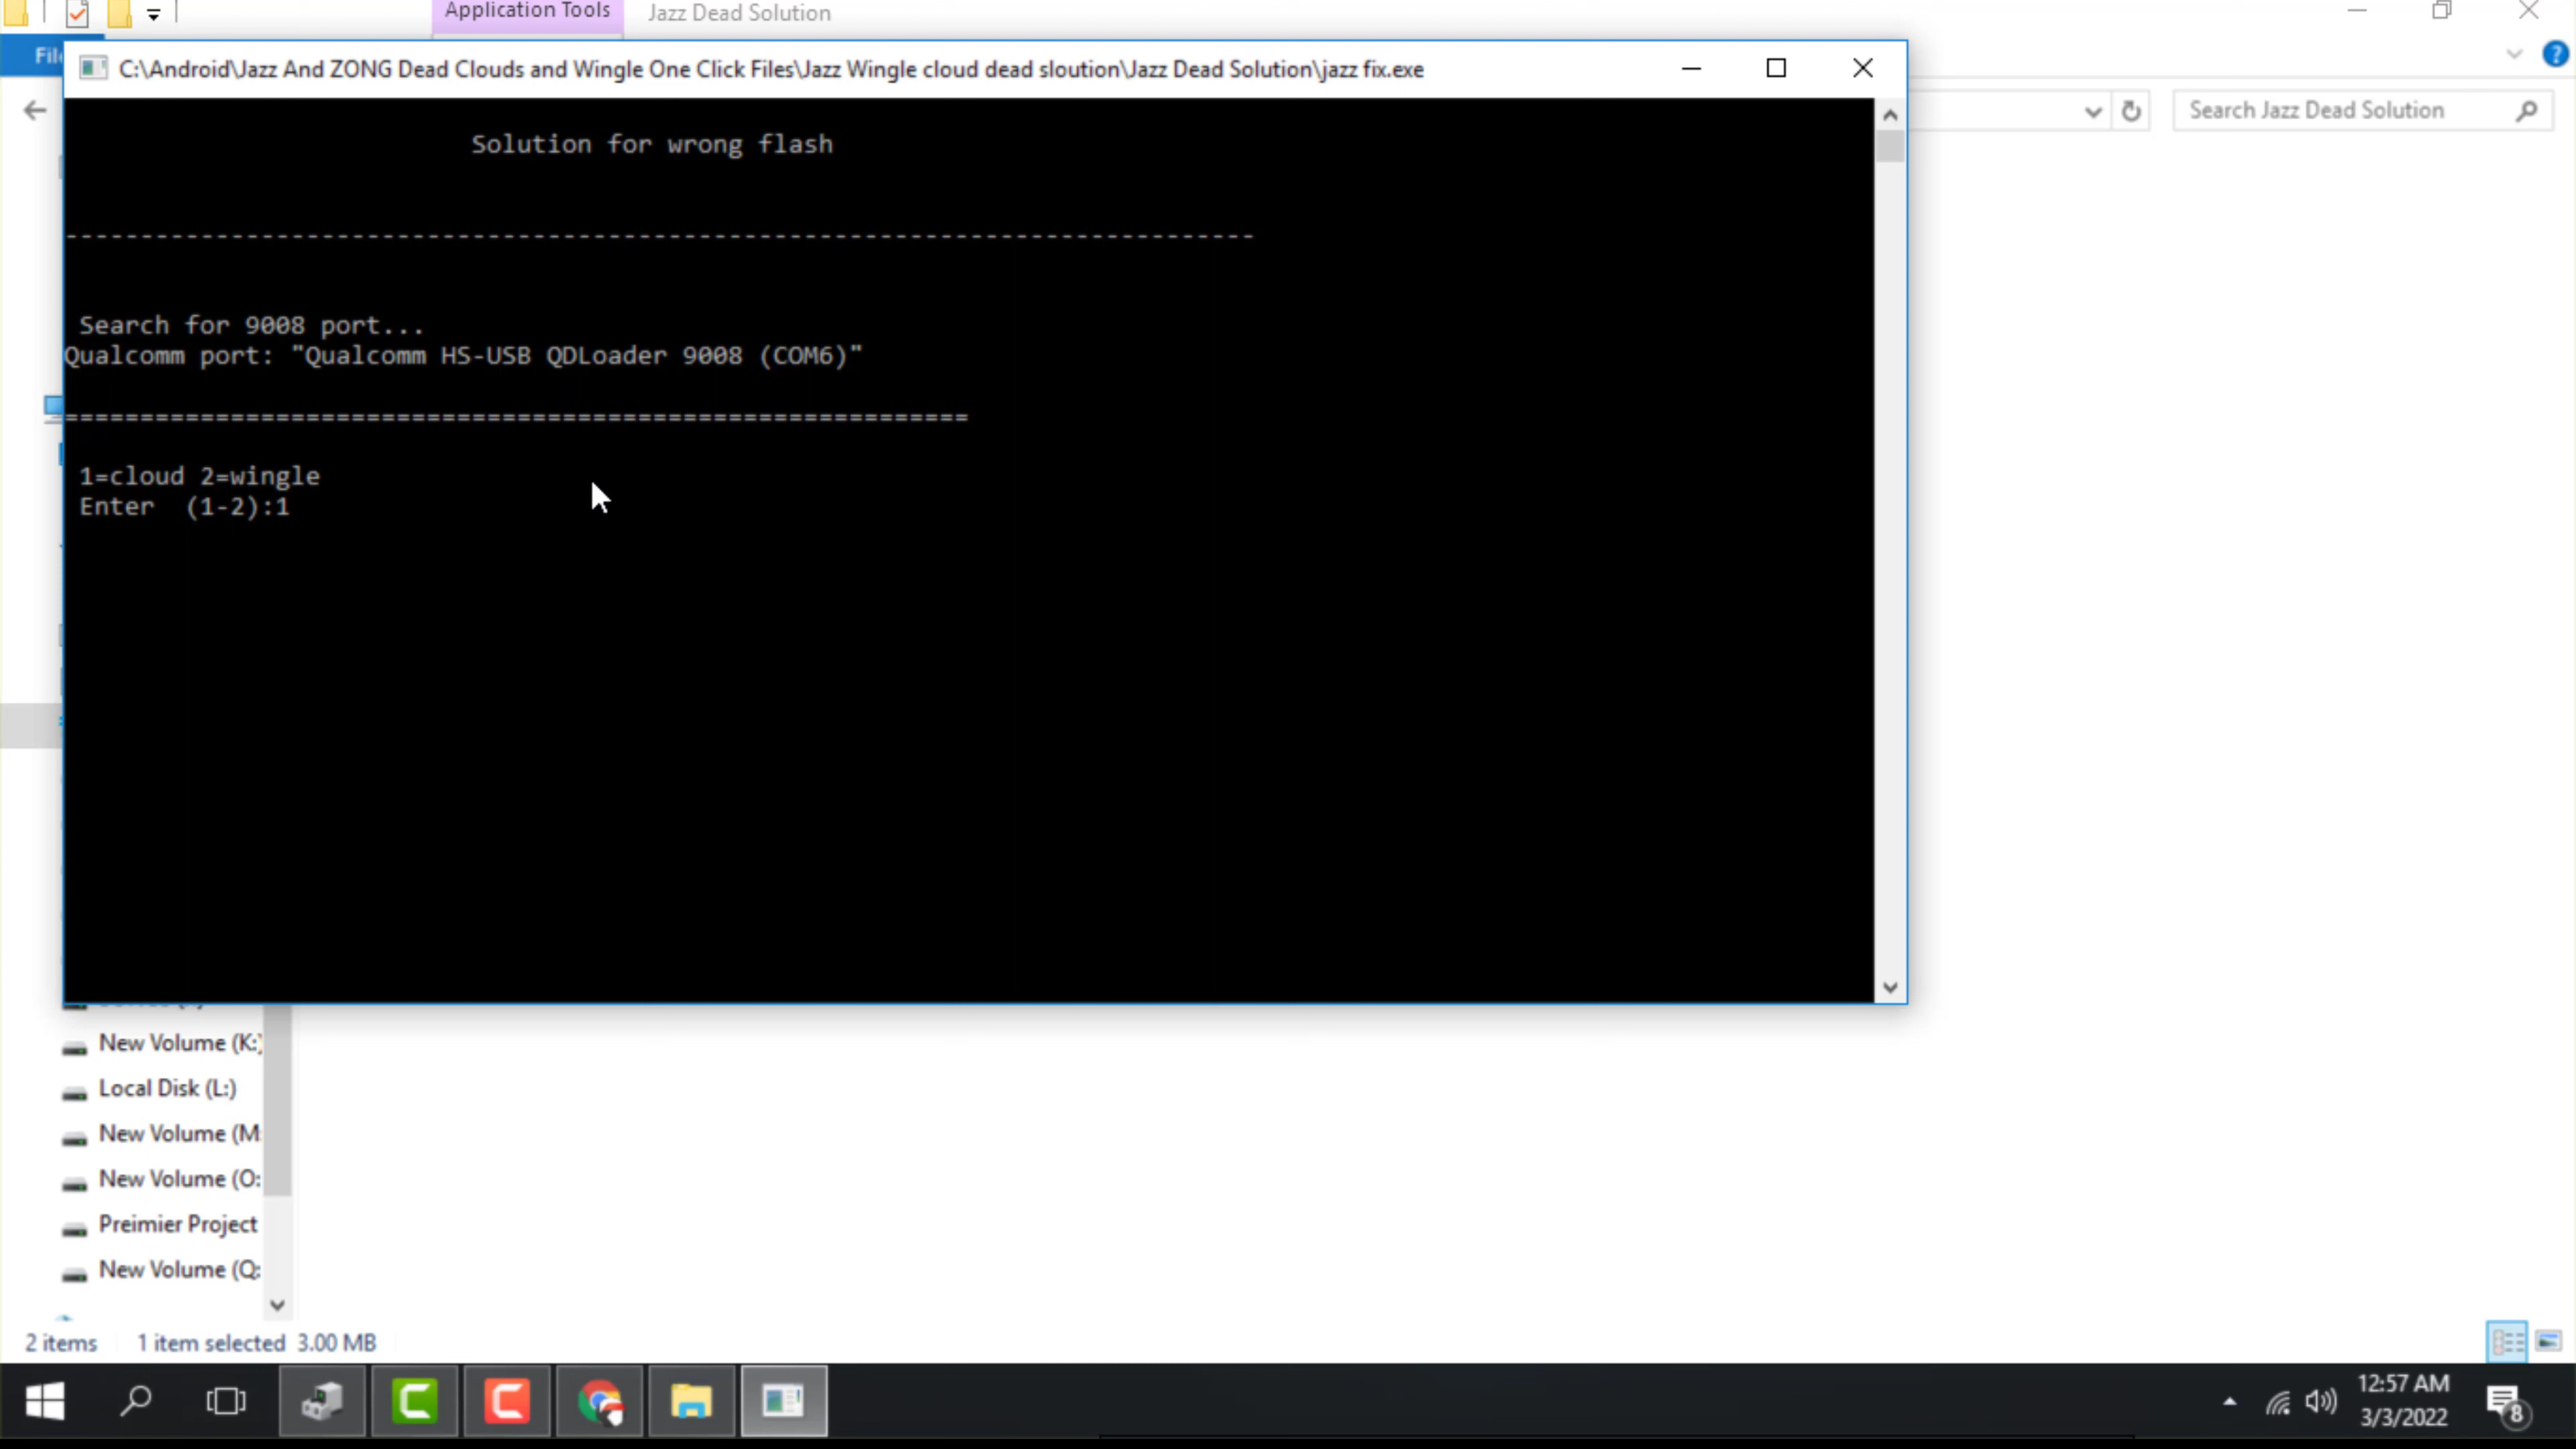 Application Tools
Jazz Dead Solution
C:\Android\Jazz And ZONG Dead Clouds and Wingle One Click Files\Jazz Wingle cloud dead sloution\Jazz Dead Solution\jazz fix.exe
Search Jazz Dead Solution
Solution for wrong flash
-------------------------------------------------------------------------------
Search for 9008 port...
Qualcomm port: "Qualcomm HS-USB QDLoader 9008 (COM6)"
============================================================
1=cloud 2=wingle
Enter  (1-2):1
New Volume (K:)
Local Disk (L:)
New Volume (M:
New Volume (O:
Preimier Project
New Volume (Q:
2 items 1 item selected 3.00 MB
12:57 AM
3/3/2022
8